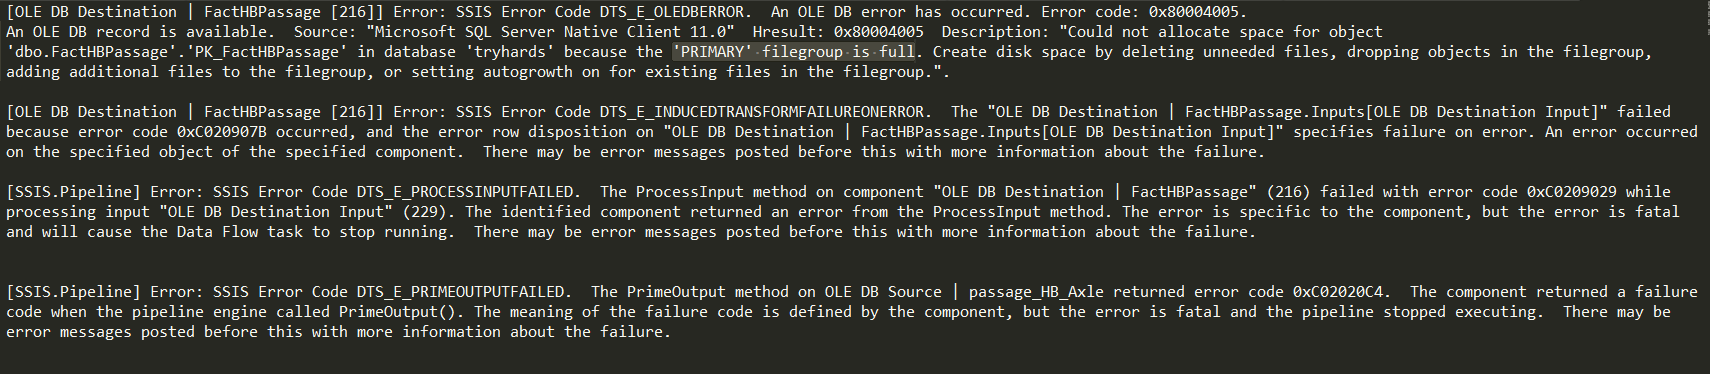 [OLE DB Destination | FactHBPassage [216]] Error: SSIS Error Code DTS_E_OLEDBERROR.  An OLE DB error has occurred. Error code: 0x80004005.
An OLE DB record is available.  Source: "Microsoft SQL Server Native Client 11.0"  Hresult: 0x80004005  Description: "Could not allocate space for object
'dbo.FactHBPassage'.'PK_FactHBPassage' in database 'tryhards' because the 'PRIMARY' filegroup is full. Create disk space by deleting unneeded files, dropping objects in the filegroup,
adding additional files to the filegroup, or setting autogrowth on for existing files in the filegroup.".
[OLE DB Destination | FactHBPassage [216]] Error: SSIS Error Code DTS_E_INDUCEDTRANSFORMFAILUREONERROR.  The "OLE DB Destination | FactHBPassage.Inputs[OLE DB Destination Input]" failed
because error code 0xC020907B occurred, and the error row disposition on "OLE DB Destination | FactHBPassage.Inputs[OLE DB Destination Input]" specifies failure on error. An error occurred
on the specified object of the specified component.  There may be error messages posted before this with more information about the failure.
[SSIS.Pipeline] Error: SSIS Error Code DTS_E_PROCESSINPUTFAILED.  The ProcessInput method on component "OLE DB Destination | FactHBPassage" (216) failed with error code 0xC0209029 while
processing input "OLE DB Destination Input" (229). The identified component returned an error from the ProcessInput method. The error is specific to the component, but the error is fatal
and will cause the Data Flow task to stop running.  There may be error messages posted before this with more information about the failure.
[SSIS.Pipeline] Error: SSIS Error Code DTS_E_PRIMEOUTPUTFAILED.  The PrimeOutput method on OLE DB Source | passage_HB_Axle returned error code 0xC02020C4.  The component returned a failure
code when the pipeline engine called PrimeOutput(). The meaning of the failure code is defined by the component, but the error is fatal and the pipeline stopped executing.  There may be
error messages posted before this with more information about the failure.